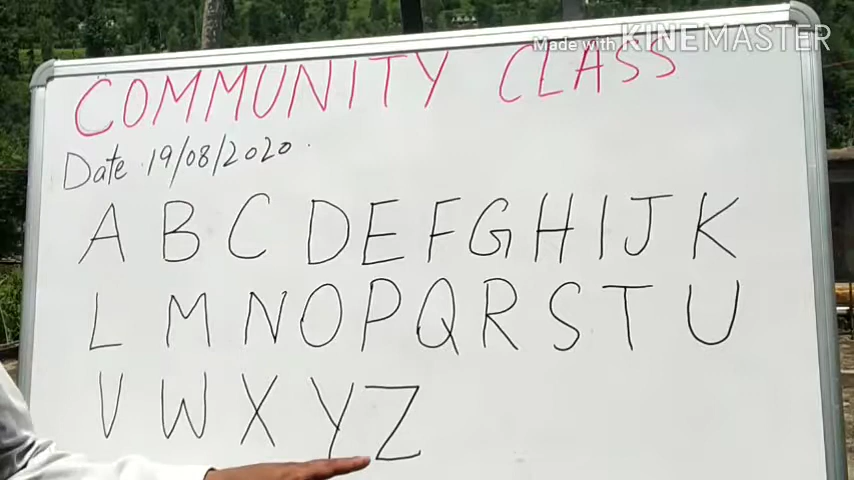 Made with KINEMASTER
COMMUNITY CLASS
Date 19/08/2020
A B C D E F G H I J K
L M N O P Q R S T U
V W X Y Z